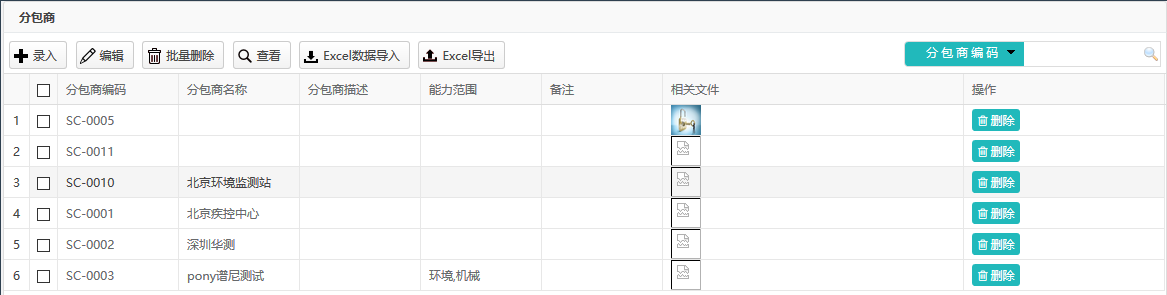 分包商
录入 编辑 批量删除 查看 Excel数据导入 Excel导出 分包商编码
分包商编码 分包商名称 分包商描述 能力范围 备注 相关文件 操作
1 SC-0005 删除
2 SC-0011 删除
3 SC-0010 北京环境监测站 删除
4 SC-0001 北京疾控中心 删除
5 SC-0002 深圳华测 删除
6 SC-0003 pony谱尼测试 环境,机械 删除